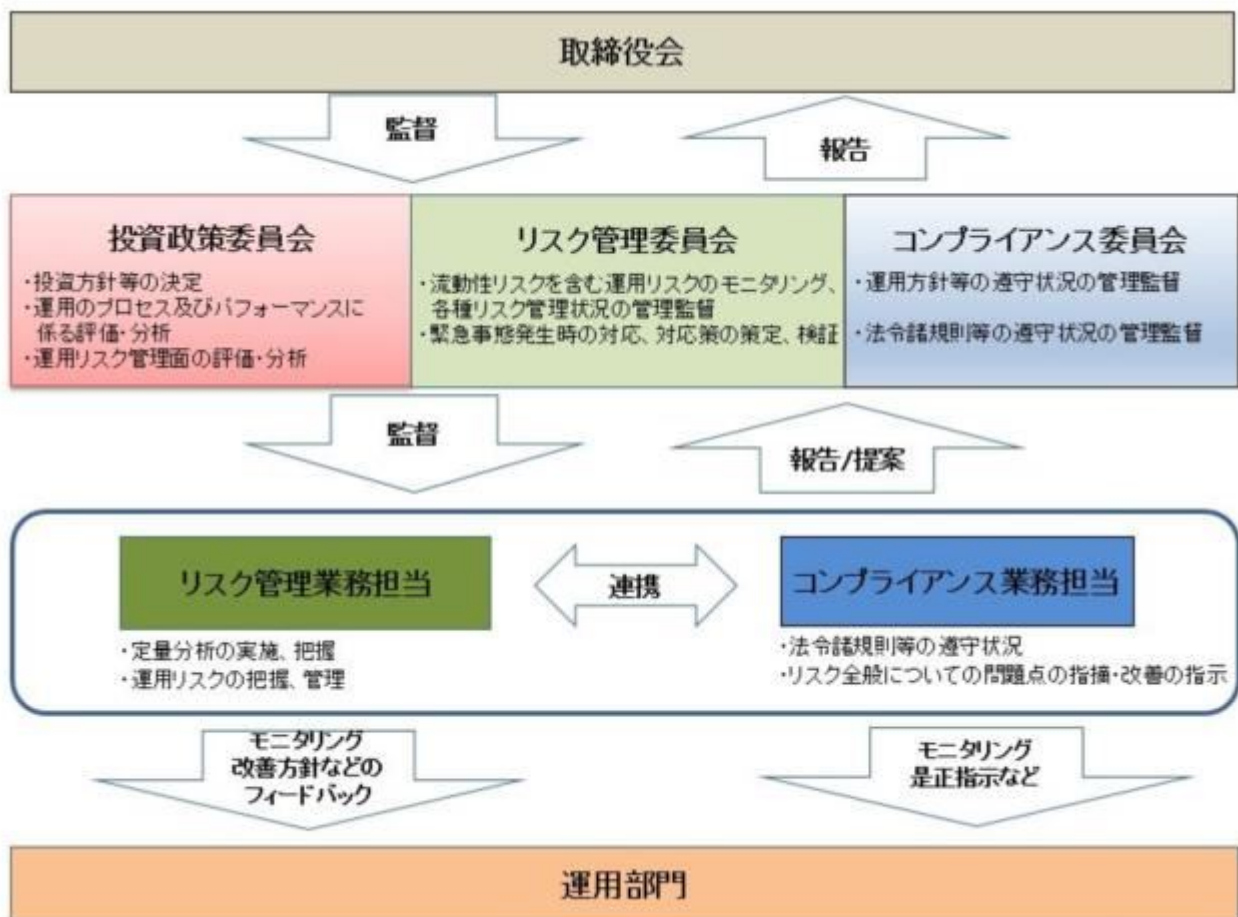 取締役会
監督
報告
投資政策委員会
・投資方針等の決定
・運用のプロセス及びパフォーマンスに
係る評価・分析
・運用リスク管理面の評価・分析
リスク管理委員会
・流動性リスクを含む運用リスクのモニタリング、
各種リスク管理状況の管理監督
・緊急事態発生時の対応、対応策の策定、検証
コンプライアンス委員会
・運用方針等の遵守状況の管理監督
・法令諸規則等の遵守状況の管理監督
監督
報告/提案
リスク管理業務担当
・定量分析の実施、把握
・運用リスクの把握、管理
連携
コンプライアンス業務担当
・法令諸規則等の遵守状況
・リスク全般についての問題点の指摘・改善の指示
モニタリング
改善方針などの
フィードバック
モニタリング
是正指示など
運用部門